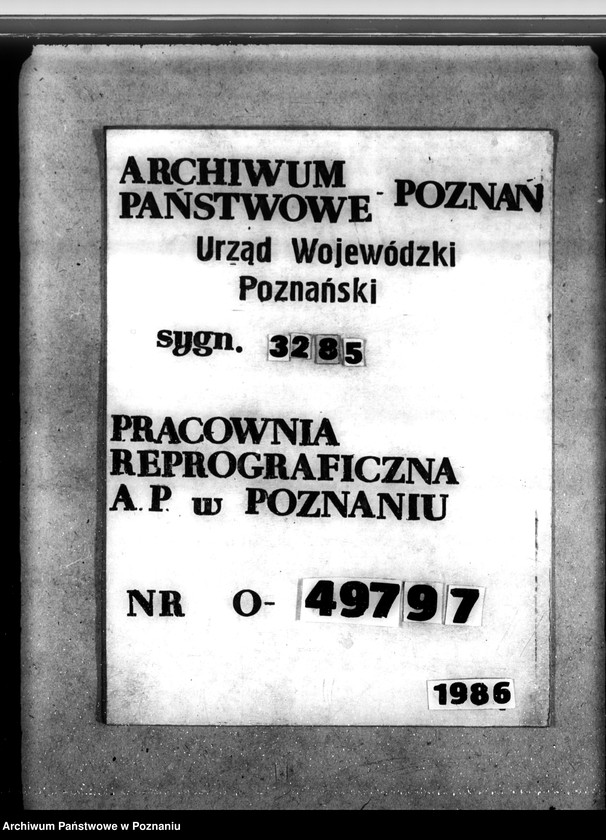 ARCHIWUM
PAŃSTWOWE - POZNAŃ
Urząd Wojewódzki
Poznański
sygn. 3285
PRACOWNIA
REPROGRAFICZNA
A.P. w POZNANIU
NR O- 49797
1986
Archiwum Państwowe w Poznaniu